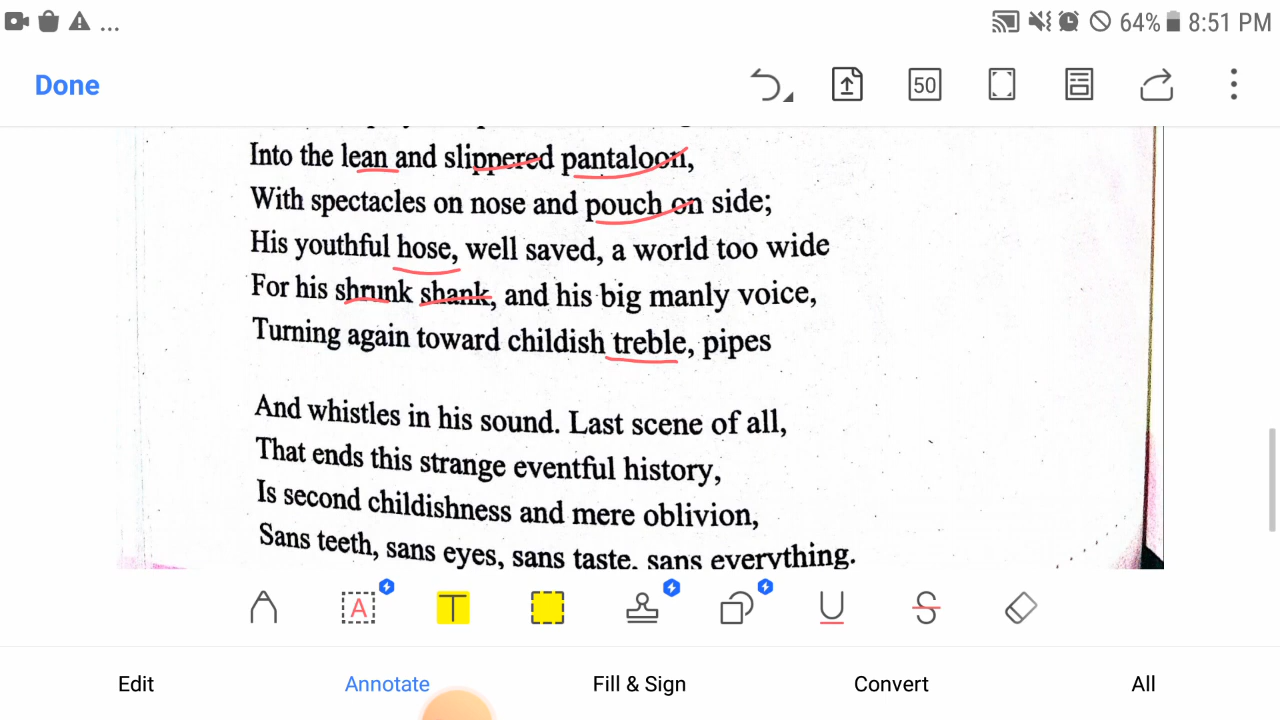 ...
64% 8:51 PM
Done
50
Into the lean and slippered pantaloon,
With spectacles on nose and pouch on side;
His youthful hose, well saved, a world too wide
For his shrunk shank, and his big manly voice,
Turning again toward childish treble, pipes
And whistles in his sound. Last scene of all,
That ends this strange eventful history,
Is second childishness and mere oblivion,
Sans teeth, sans eyes, sans taste, sans everything.
A T U S
Edit Annotate Fill & Sign Convert All